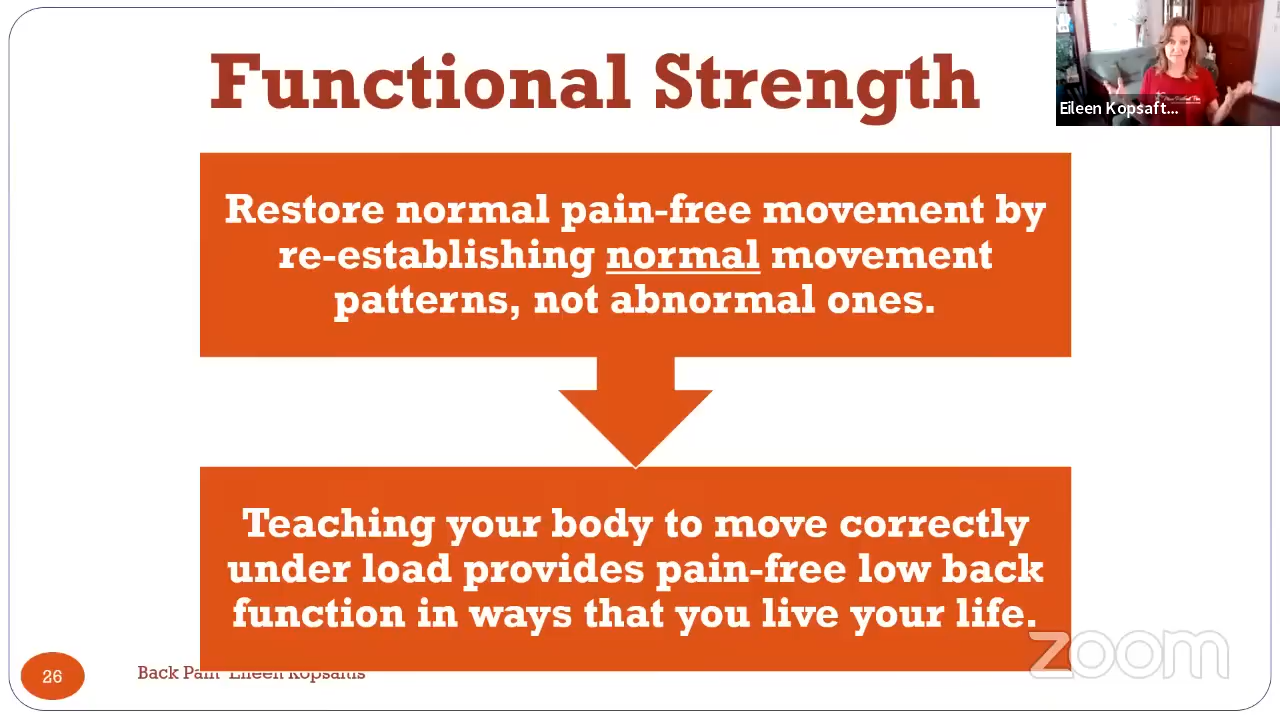 Functional Strength
Eileen Kopsaft...
Restore normal pain-free movement by
re-establishing normal movement
patterns, not abnormal ones.
Teaching your body to move correctly
under load provides pain-free low back
function in ways that you live your life.
zoom
26
Back Pain Eileen Kopsaftis